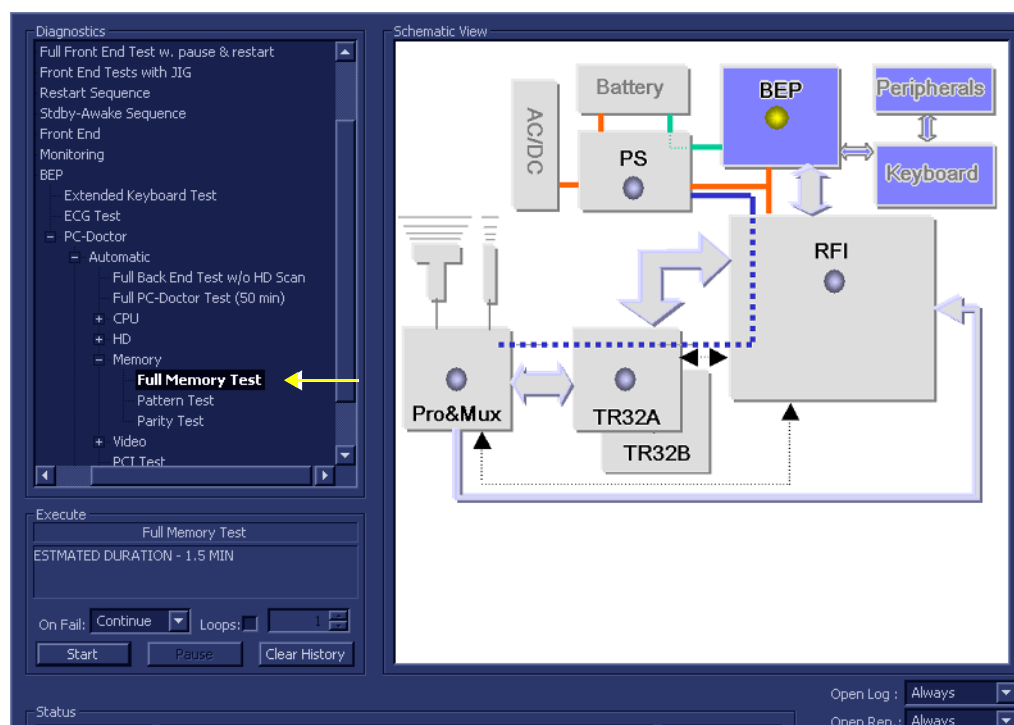 Diagnostics
Full Front End Test w. pause & restart
Front End Tests with JIG
Restart Sequence
Stdby-Awake Sequence
Front End
Monitoring
BEP
Extended Keyboard Test
ECG Test
PC-Doctor
Automatic
Full Back End Test w/o HD Scan
Full PC-Doctor Test (50 min)
CPU
HD
Memory
Full Memory Test
Pattern Test
Parity Test
Video
PCI Test
Execute
Full Memory Test
ESTMATED DURATION - 1.5 MIN
On Fail: Continue Loops: 1
Start Pause Clear History
Schematic View
Battery
AC/DC
PS
BEP
Peripherals
Keyboard
RFI
Pro&Mux
TR32A
TR32B
Open Log : Always
Status
Open Rep : Always